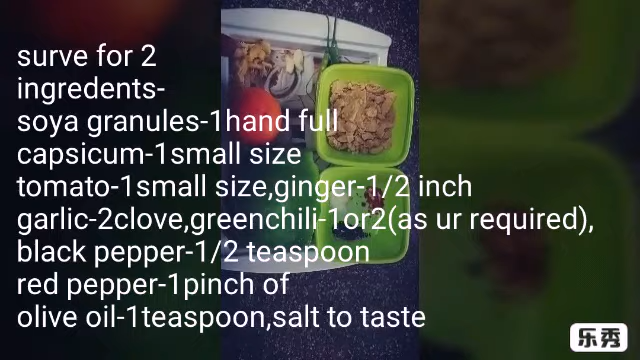 surve for 2
ingredents-
soya granules-1hand full
capsicum-1small size
tomato-1small size,ginger-1/2 inch
garlic-2clove,greenchili-1or2(as ur required),
black pepper-1/2 teaspoon
red pepper-1pinch of
olive oil-1teaspoon,salt to taste
乐秀